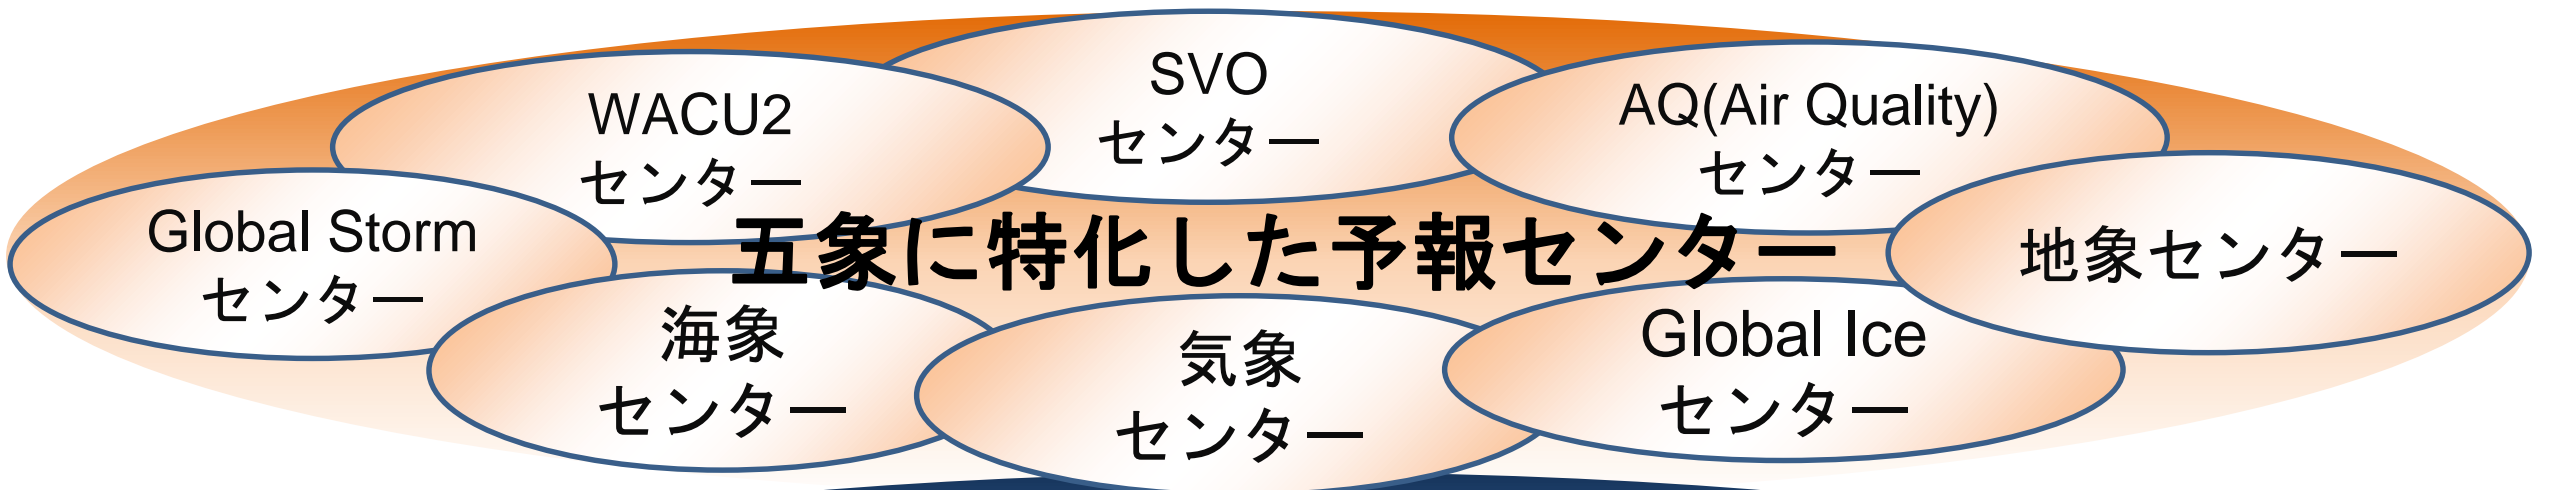 SVO
センター
WACU2
センター
AQ(Air Quality)
センター
Global Storm
センター
五象に特化した予報センター
地象センター
海象
センター
気象
センター
Global Ice
センター